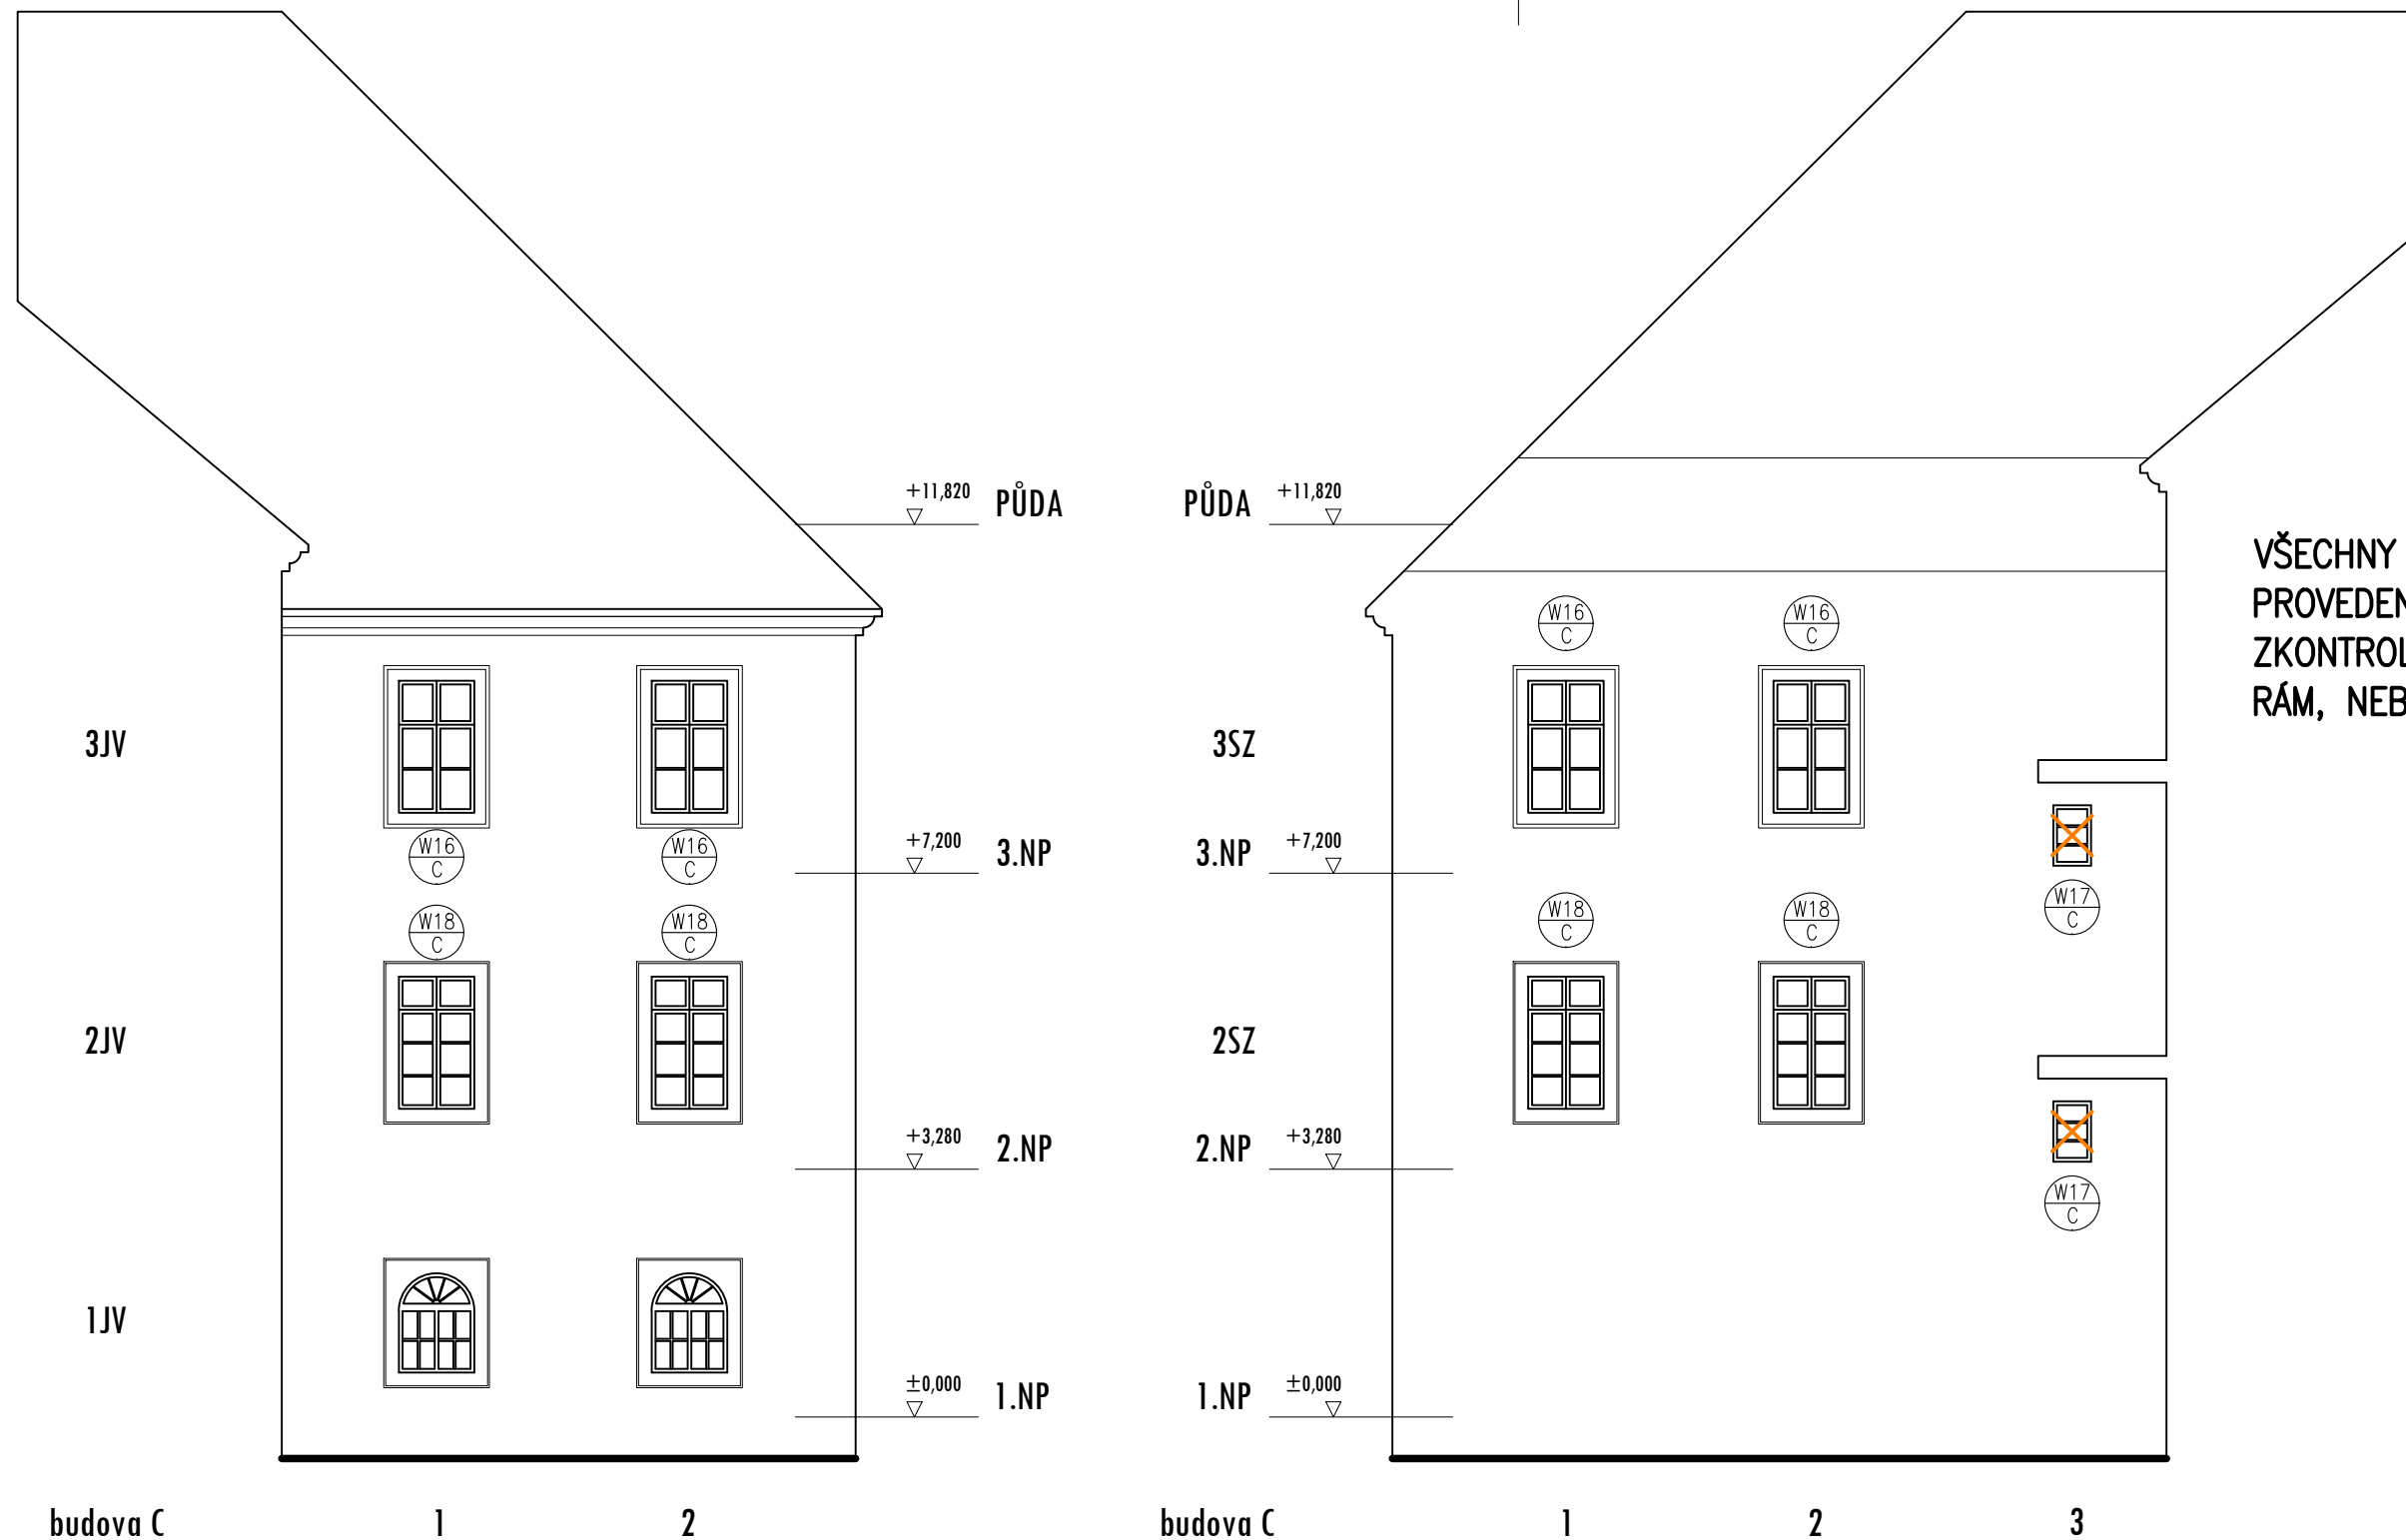 +11,820 PŮDA
PŮDA +11,820
VŠECHNY
PROVEDEN
ZKONTROL
RÁM, NEB
W16
C
W16
C
3JV
3SZ
W16
C
W16
C
+7,200 3.NP
3.NP +7,200
W17
C
W18
C
W18
C
W18
C
W18
C
2JV
2SZ
+3,280 2.NP
2.NP +3,280
W17
C
1JV
±0,000 1.NP
1.NP ±0,000
budova C 1 2
budova C 1 2 3